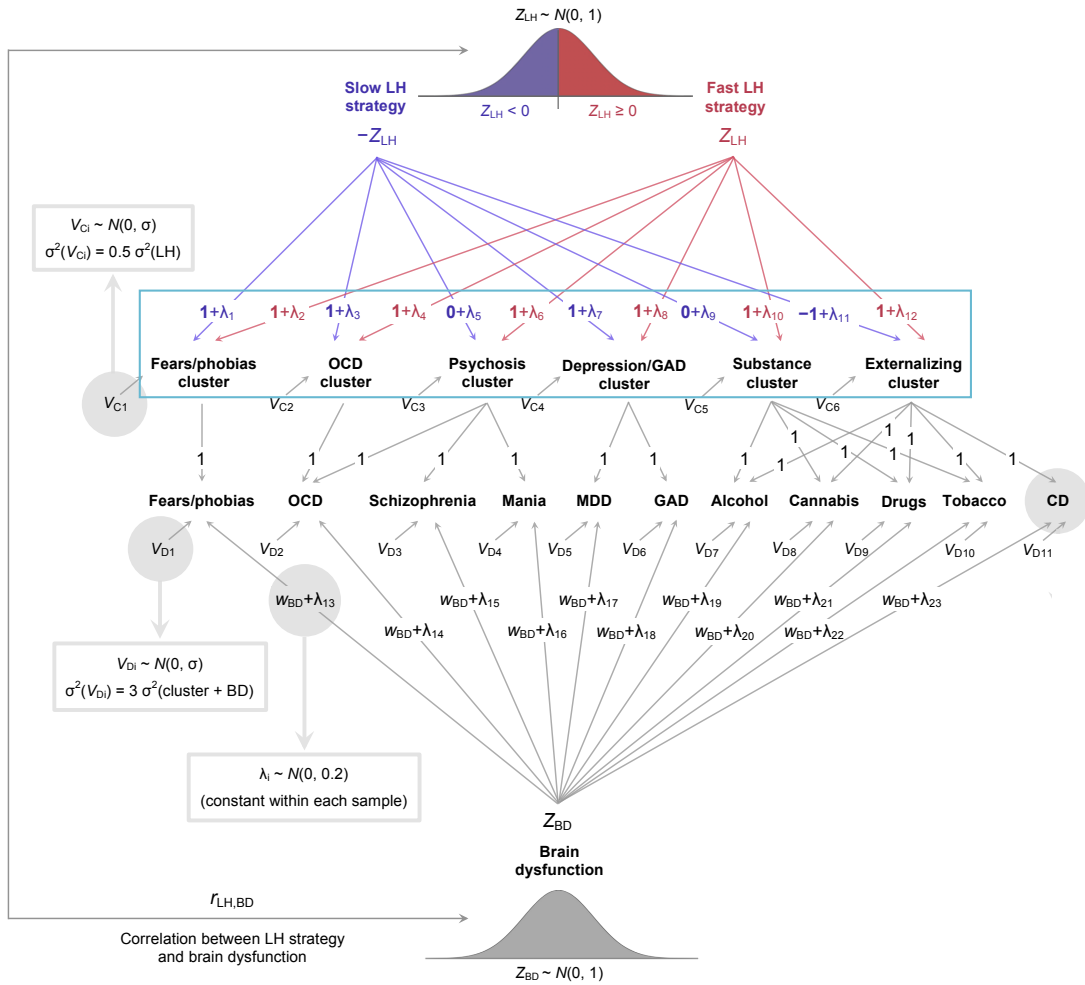 Z_LH ~ N(0, 1)
Slow LH strategy
Fast LH strategy
Z_LH < 0
Z_LH ≥ 0
−Z_LH
Z_LH
V_Ci ~ N(0, σ)
σ²(V_Ci) = 0.5 σ²(LH)
1+λ₁ 1+λ₂ 1+λ₃ 1+λ₄ 0+λ₅ 1+λ₆ 1+λ₇ 1+λ₈ 0+λ₉ 1+λ₁₀ −1+λ₁₁ 1+λ₁₂
Fears/phobias cluster
OCD cluster
Psychosis cluster
Depression/GAD cluster
Substance cluster
Externalizing cluster
V_C1 V_C2 V_C3 V_C4 V_C5 V_C6
1 1 1 1 1 1 1 1 1 1 1 1 1 1 1
Fears/phobias OCD Schizophrenia Mania MDD GAD Alcohol Cannabis Drugs Tobacco CD
V_D1 V_D2 V_D3 V_D4 V_D5 V_D6 V_D7 V_D8 V_D9 V_D10 V_D11
w_BD+λ₁₃ w_BD+λ₁₅ w_BD+λ₁₇ w_BD+λ₁₉ w_BD+λ₂₁ w_BD+λ₂₃
w_BD+λ₁₄ w_BD+λ₁₆ w_BD+λ₁₈ w_BD+λ₂₀ w_BD+λ₂₂
V_Di ~ N(0, σ)
σ²(V_Di) = 3 σ²(cluster + BD)
λᵢ ~ N(0, 0.2)
(constant within each sample)
Z_BD
Brain
dysfunction
r_LH,BD
Correlation between LH strategy
and brain dysfunction
Z_BD ~ N(0, 1)